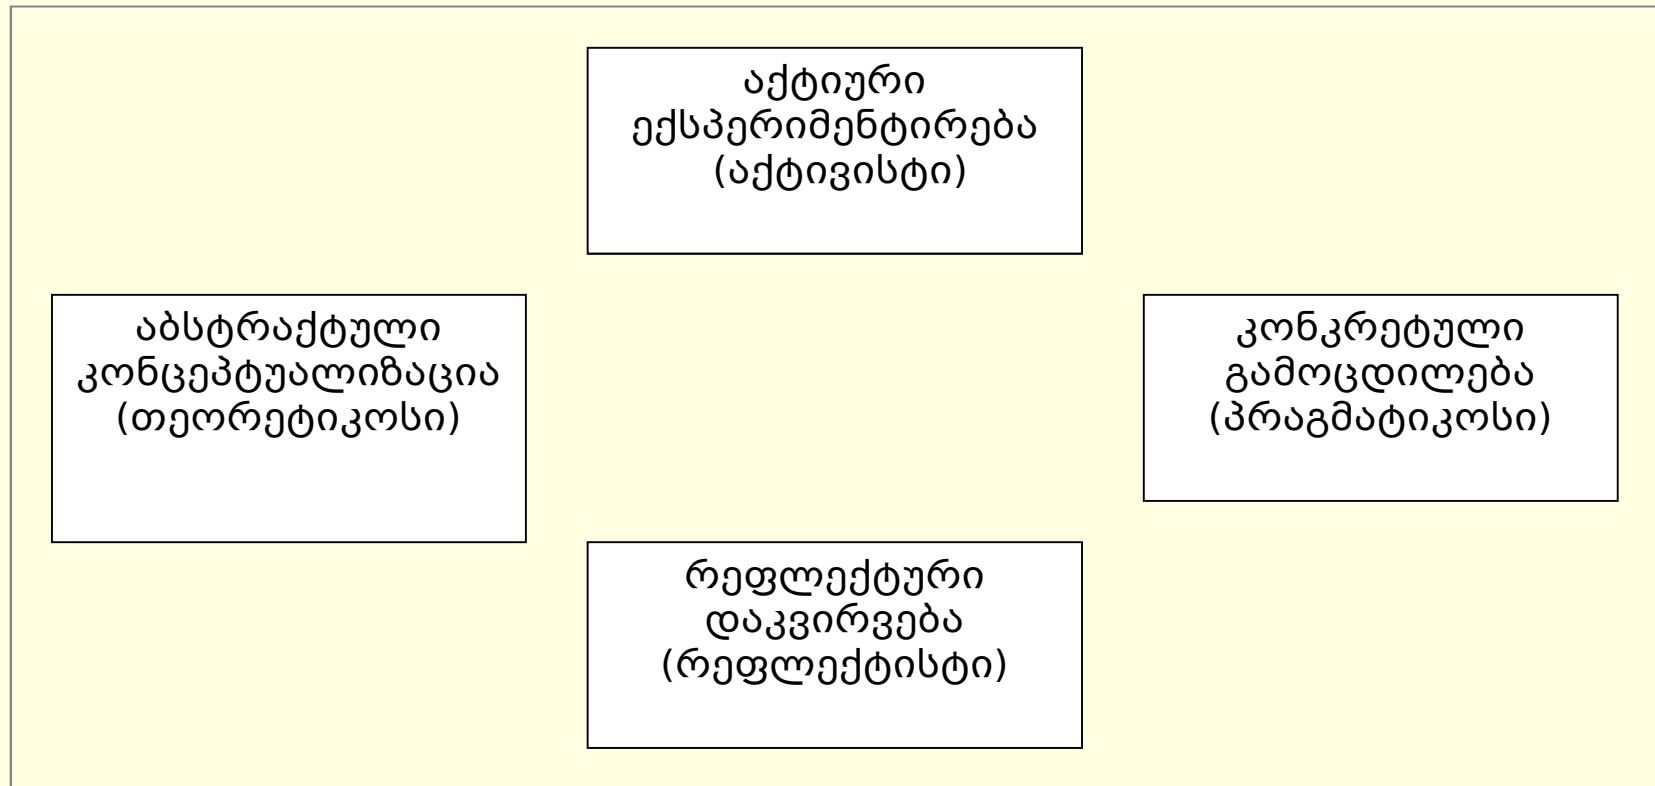 აქტიური
ექსპერიმენტირება
(აქტივისტი)
აბსტრაქტული
კონცეპტუალიზაცია
(თეორეტიკოსი)
კონკრეტული
გამოცდილება
(პრაგმატიკოსი)
რეფლექტური
დაკვირვება
(რეფლექტისტი)